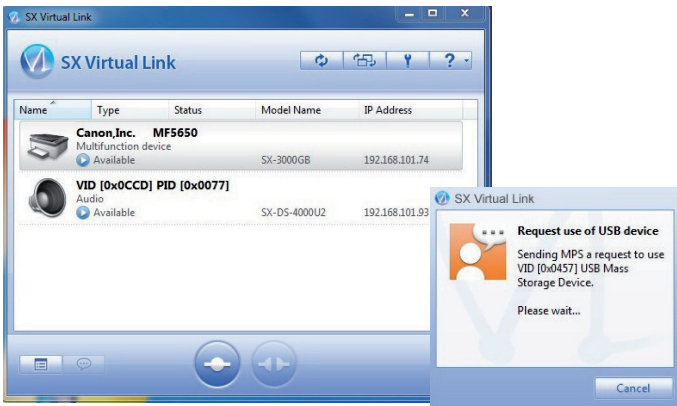 SX Virtual Link
SX Virtual Link
?
Name Type Status Model Name IP Address
Canon,Inc. MF5650
Multifunction device
Available SX-3000GB 192.168.101.74
VID [0x0CCD] PID [0x0077]
Audio
Available SX-DS-4000U2 192.168.101.93
SX Virtual Link
Request use of USB device
Sending MPS a request to use
VID [0x0457] USB Mass
Storage Device.
Please wait...
Cancel